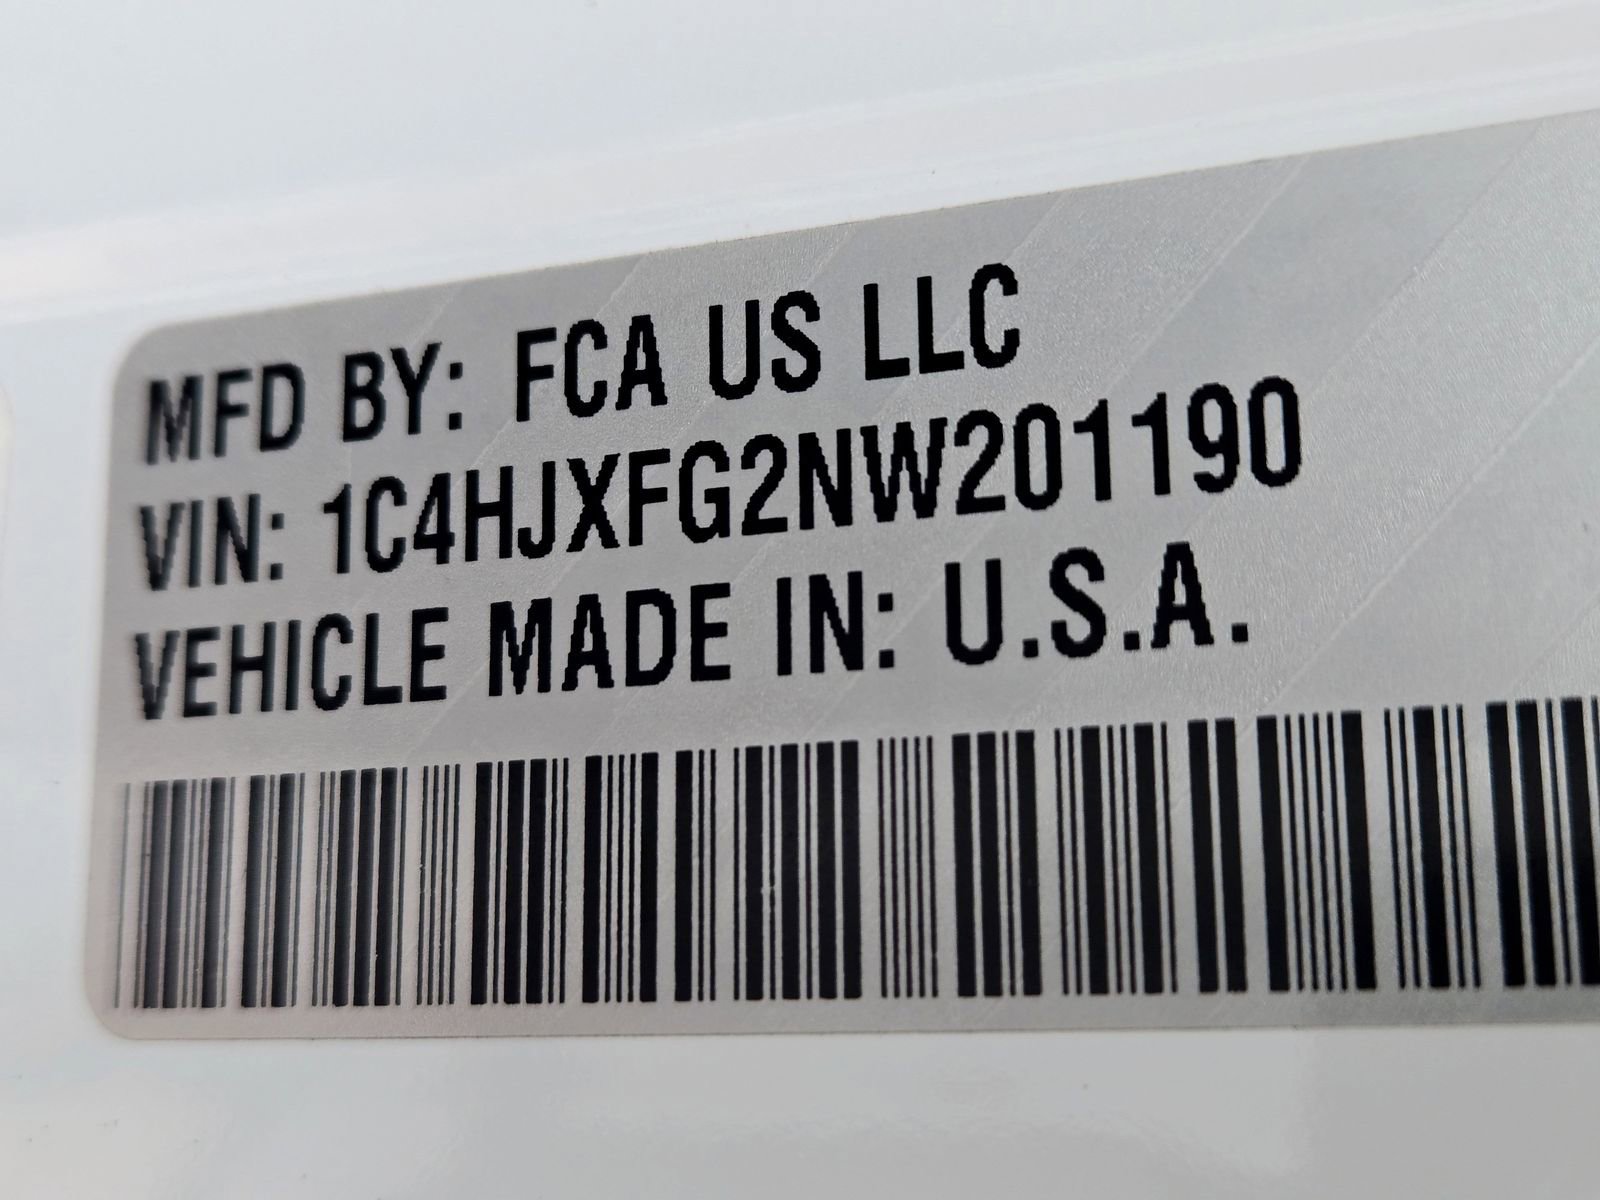 MFD BY: FCA US LLC
VIN: 1C4HJXFG2NW201190
VEHICLE MADE IN: U.S.A.